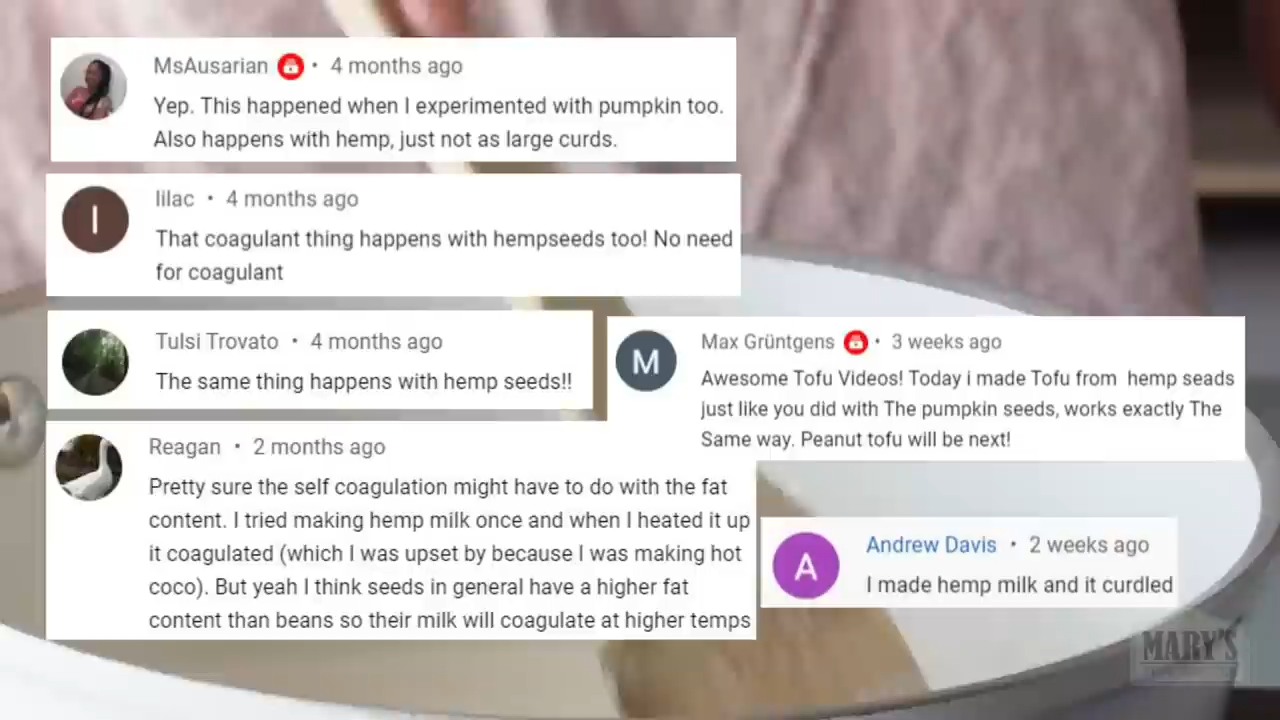 MsAusarian • 4 months ago
Yep. This happened when I experimented with pumpkin too.
Also happens with hemp, just not as large curds.
I
lilac • 4 months ago
That coagulant thing happens with hempseeds too! No need
for coagulant
Tulsi Trovato • 4 months ago
The same thing happens with hemp seeds!!
M
Max Grüntgens • 3 weeks ago
Awesome Tofu Videos! Today i made Tofu from hemp seads
just like you did with The pumpkin seeds, works exactly The
Same way. Peanut tofu will be next!
Reagan • 2 months ago
Pretty sure the self coagulation might have to do with the fat
content. I tried making hemp milk once and when I heated it up
it coagulated (which I was upset by because I was making hot
coco). But yeah I think seeds in general have a higher fat
content than beans so their milk will coagulate at higher temps
A
Andrew Davis • 2 weeks ago
I made hemp milk and it curdled
MARY'S